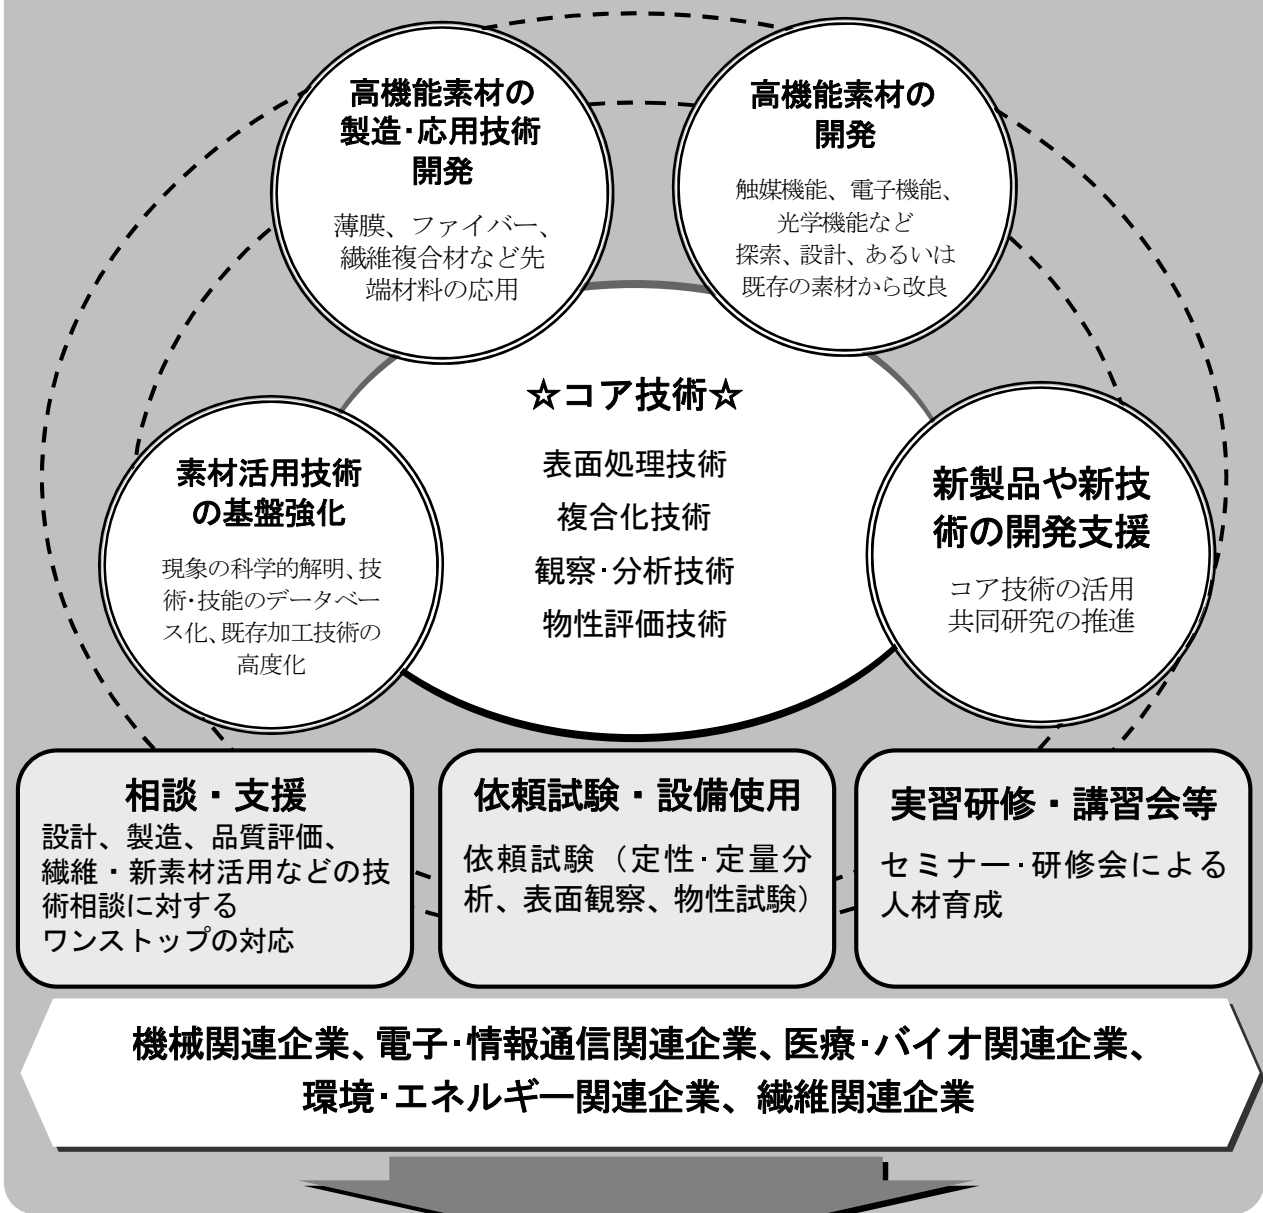 高機能素材の
製造・応用技術
開発
薄膜、ファイバー、
繊維複合材など先
端材料の応用
高機能素材の
開発
触媒機能、電子機能、
光学機能など
探索、設計、あるいは
既存の素材から改良
☆コア技術☆
表面処理技術
複合化技術
観察・分析技術
物性評価技術
素材活用技術
の基盤強化
現象の科学的解明、技
術・技能のデータベー
ス化、既存加工技術の
高度化
新製品や新技
術の開発支援
コア技術の活用
共同研究の推進
相談・支援
設計、製造、品質評価、
繊維・新素材活用などの技
術相談に対する
ワンストップの対応
依頼試験・設備使用
依頼試験（定性・定量分
析、表面観察、物性試験）
実習研修・講習会等
セミナー・研修会による
人材育成
機械関連企業、電子・情報通信関連企業、医療・バイオ関連企業、
環境・エネルギー関連企業、繊維関連企業